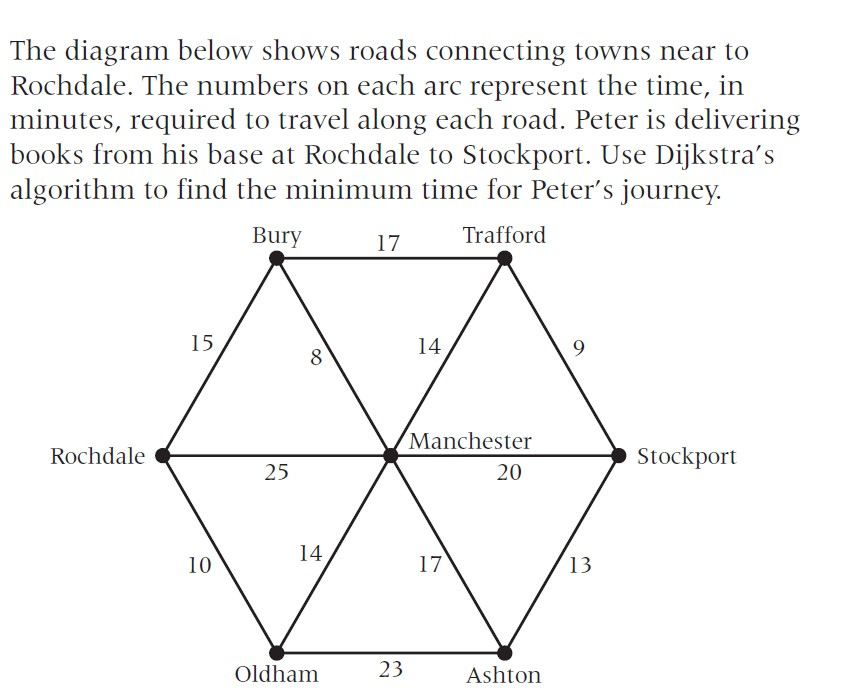 The diagram below shows roads connecting towns near to
Rochdale. The numbers on each arc represent the time, in
minutes, required to travel along each road. Peter is delivering
books from his base at Rochdale to Stockport. Use Dijkstra’s
algorithm to find the minimum time for Peter’s journey.
Bury 17 Trafford
15 8 14 9
Rochdale Manchester Stockport
25 20
10 14 17 13
Oldham 23 Ashton